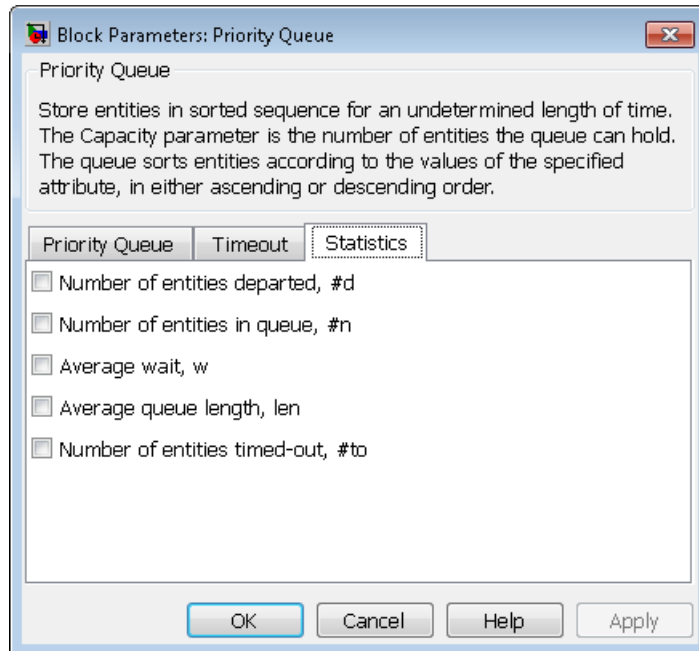 Block Parameters: Priority Queue
Priority Queue
Store entities in sorted sequence for an undetermined length of time.
The Capacity parameter is the number of entities the queue can hold.
The queue sorts entities according to the values of the specified
attribute, in either ascending or descending order.
Priority Queue Timeout Statistics
Number of entities departed, #d
Number of entities in queue, #n
Average wait, w
Average queue length, len
Number of entities timed-out, #to
OK Cancel Help Apply